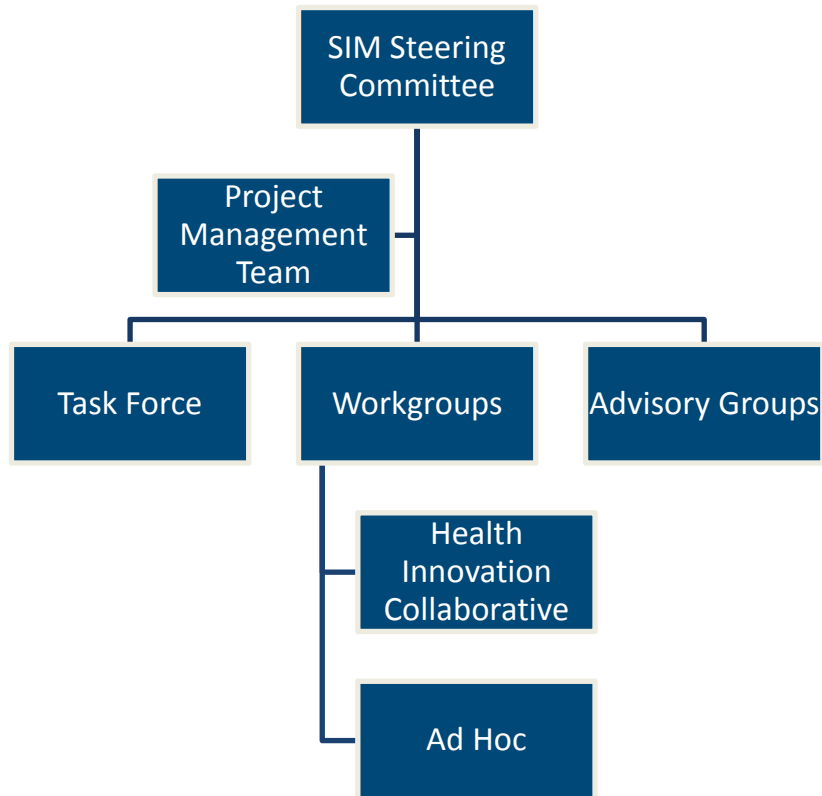 SIM Steering
Committee
Project
Management
Team
Task Force
Workgroups
Advisory Groups
Health
Innovation
Collaborative
Ad Hoc